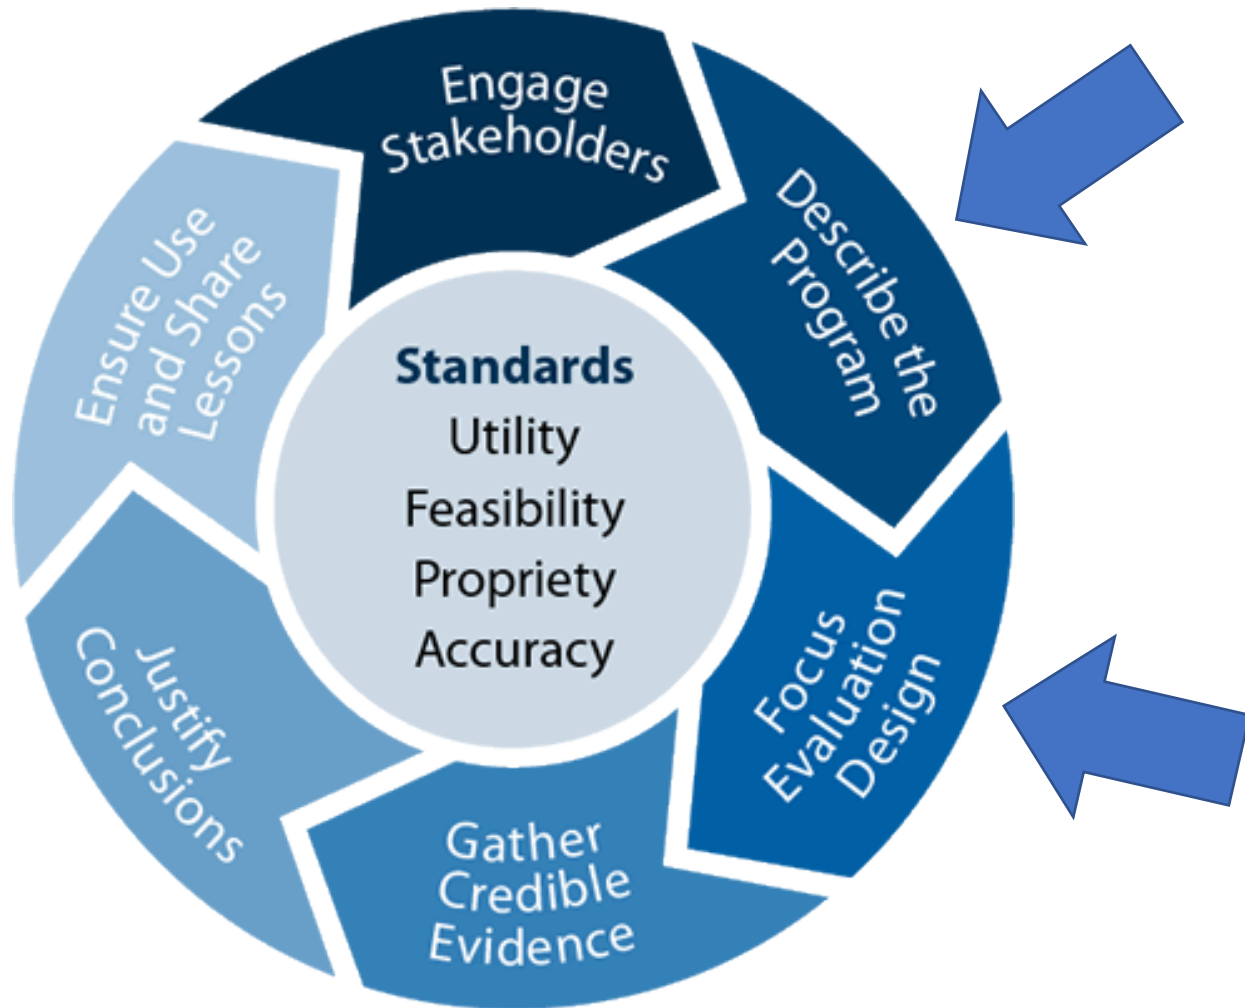 Engage
Stakeholders
Describe the
Program
Focus
Evaluation
Design
Gather
Credible
Evidence
Justify
Conclusions
Ensure Use
and Share
Lessons
Standards
Utility
Feasibility
Propriety
Accuracy